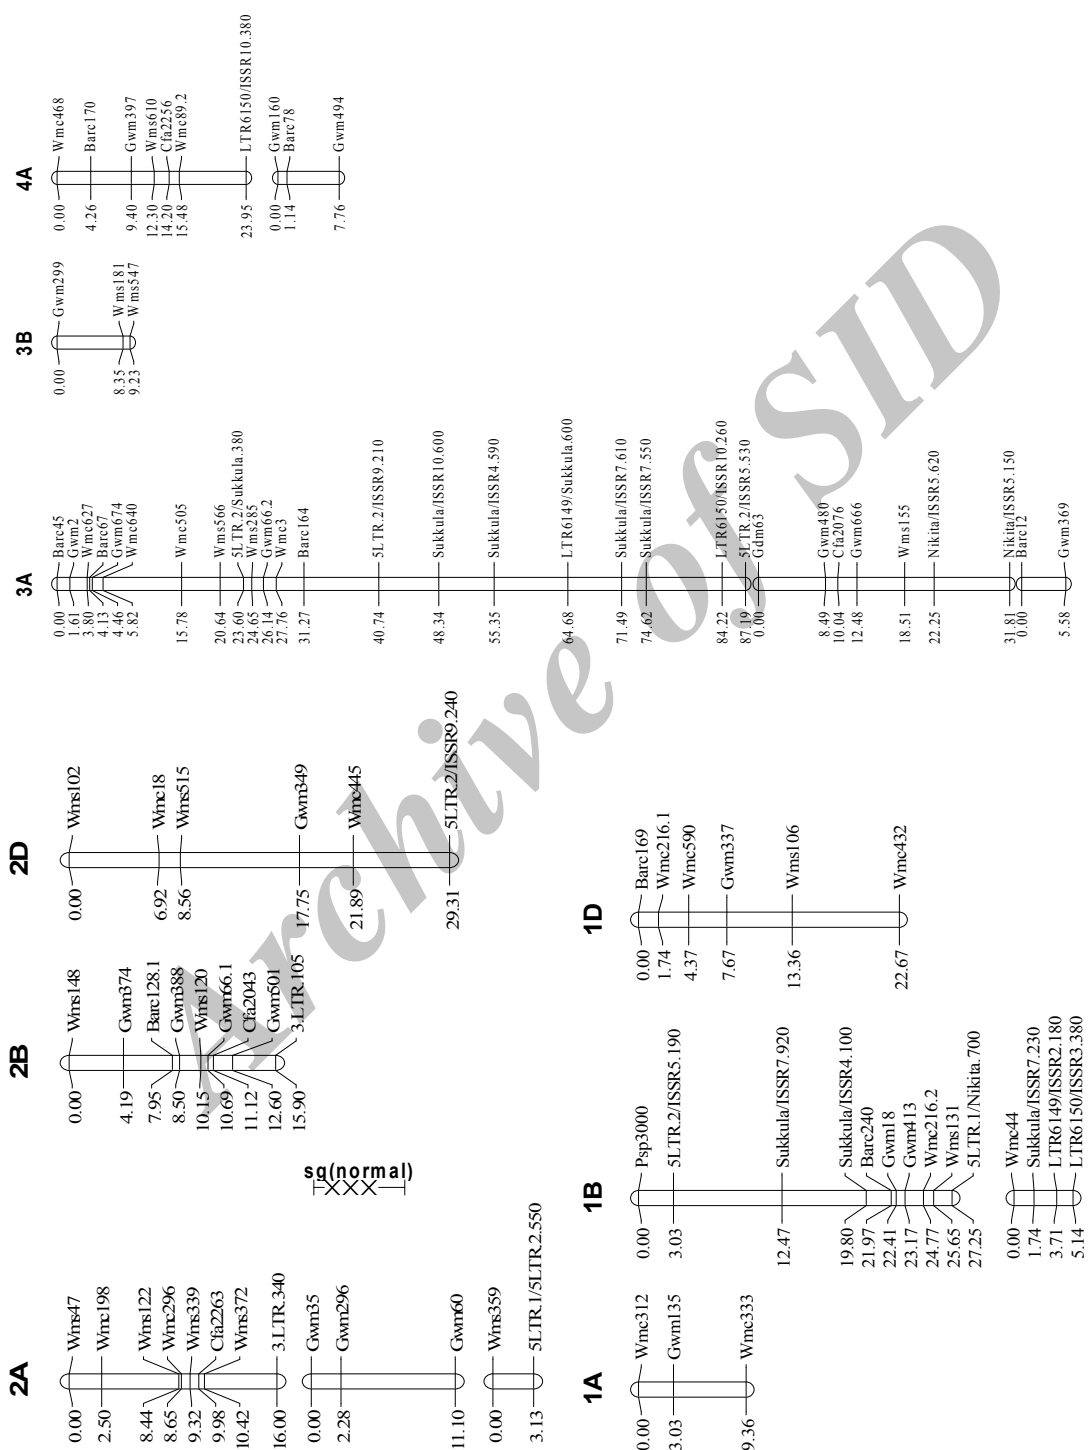 2A
0.00 Wms47
2.50 Wmc198
8.44 Wms122
8.65 Wmc296
9.32 Wms339
9.98 Cfa2263
10.42 Wms372
16.00 3.LTR.340
0.00 Gwm35
2.28 Gwm296
11.10 Gwm60
0.00 Wms359
3.13 5LTR.1/5LTR.2.550
sq(normal)
2B
0.00 Wms148
4.19 Gwm374
7.95 Barc128.1
8.50 Gwm388
10.15 Wms120
10.69 Gwm66.1
11.12 Cfa2043
12.60 Gwm501
15.90 3.LTR.105
2D
0.00 Wms102
6.92 Wmc18
8.56 Wms515
17.75 Gwm349
21.89 Wmc445
29.31 5LTR.2/ISSR9.240
3A
0.00 Barc45
1.61 Gwm2
3.80 Wmc627
4.13 Barc67
4.46 Gwm674
5.82 Wmc640
15.78 Wmc505
20.64 Wms566
23.60 5LTR.2/Sukkula.380
24.65 Wms285
26.14 Gwm66.2
27.76 Wmc3
31.27 Barc164
40.74 5LTR.2/ISSR9.210
48.34 Sukkula/ISSR10.600
55.35 Sukkula/ISSR4.590
64.68 LTR6149/Sukkula.600
71.49 Sukkula/ISSR7.610
74.62 Sukkula/ISSR7.550
84.22 LTR6150/ISSR10.260
87.19 5LTR.2/ISSR5.530
0.00 Gdm63
8.49 Gwm480
10.04 Cfa2076
12.48 Gwm666
18.51 Wms155
22.25 Nikita/ISSR5.620
31.81 Nikita/ISSR5.150
0.00 Barc12
5.58 Gwm369
3B
0.00 Gwm299
8.35 Wms181
9.23 Wms547
4A
0.00 Wmc468
4.26 Barc170
9.40 Gwm397
12.30 Wms610
14.20 Cfa2256
15.48 Wmc89.2
23.95 LTR6150/ISSR10.380
0.00 Gwm160
1.14 Barc78
7.76 Gwm494
1A
0.00 Wmc312
3.03 Gwm135
9.36 Wmc333
1B
0.00 Psp3000
3.03 5LTR.2/ISSR5.190
12.47 Sukkula/ISSR7.920
19.80 Sukkula/ISSR4.100
21.97 Barc240
22.41 Gwm18
23.17 Gwm413
24.77 Wmc216.2
25.65 Wms131
27.25 5LTR.1/Nikita.700
0.00 Wmc44
1.74 Sukkula/ISSR7.230
3.71 LTR6149/ISSR2.180
5.14 LTR6150/ISSR3.380
1D
0.00 Barc169
1.74 Wmc216.1
4.37 Wmc590
7.67 Gwm337
13.36 Wms106
22.67 Wmc432
Archive of SID